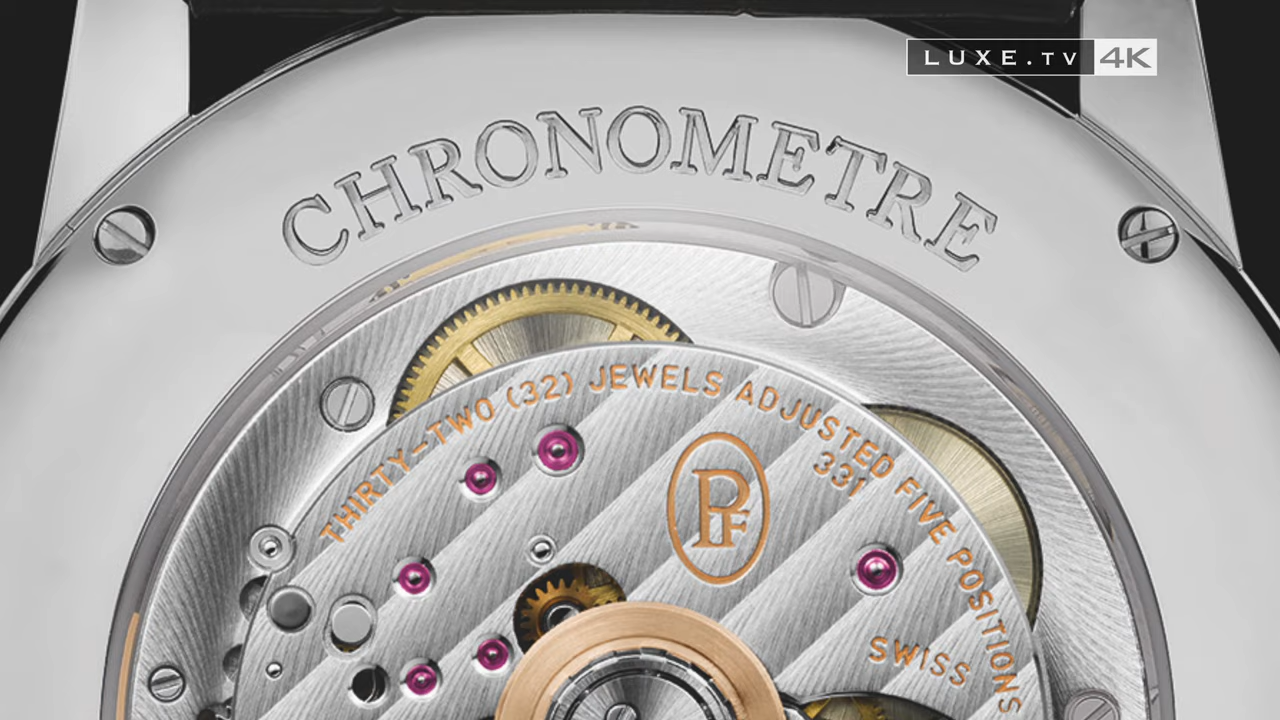 LUXE.TV 4K
CHRONOMETRE
THIRTY-TWO (32) JEWELS ADJUSTED FIVE POSITIONS
331
PF
SWISS